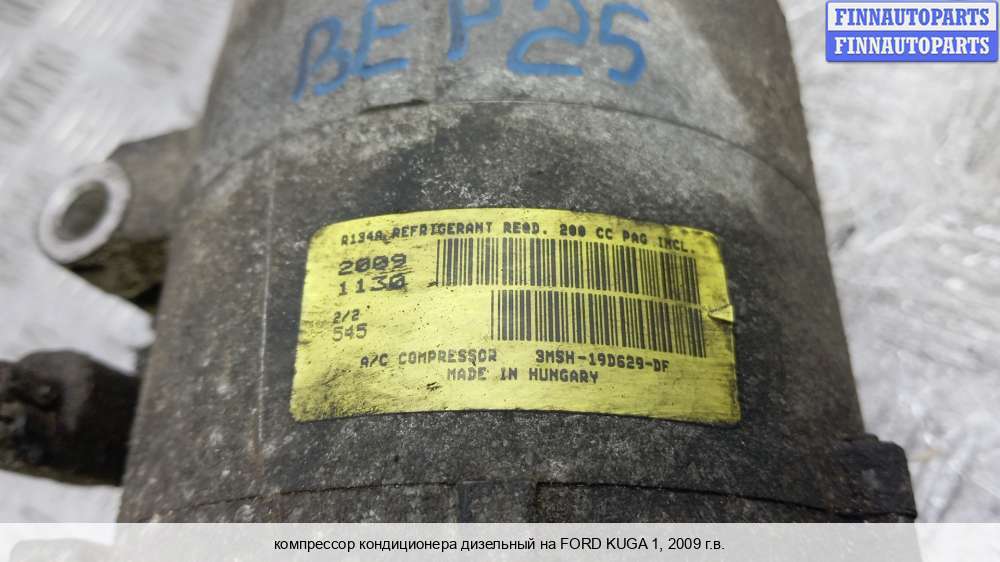 FINNAUTOPARTS
FINNAUTOPARTS
BEP25
R134A REFRIGERANT REQD. 200 CC PAG INCL.
2009
1130
2/2
545
A/C COMPRESSOR 3M5H-19D629-DF
MADE IN HUNGARY
компрессор кондиционера дизельный на FORD KUGA 1, 2009 г.в.